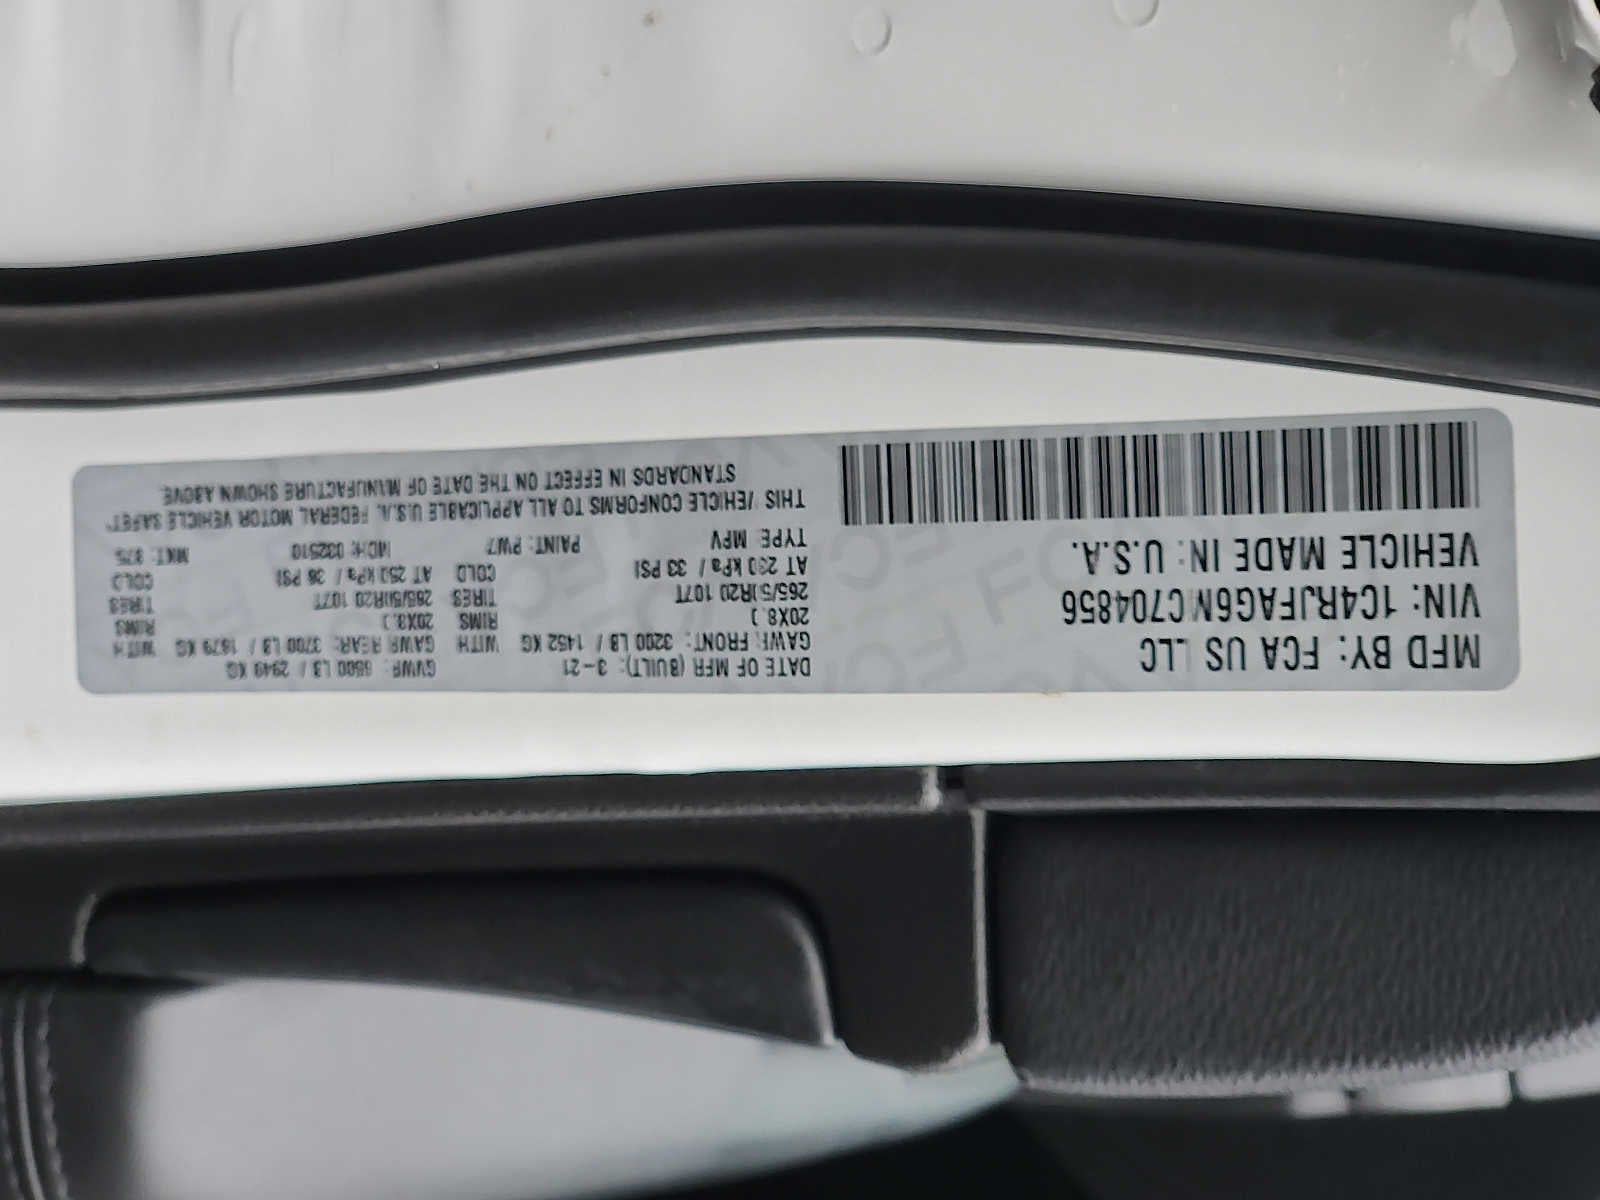 MFD BY: FCA US LLC
VIN: 1C4RJFAG6MC704856
VEHICLE MADE IN: U.S.A.
DATE OF MFR (BUILT): 3-21
GVWR: 6500 LB / 2949 KG
GAWR FRONT: 3200 LB / 1452 KG WITH
GAWR REAR: 3700 LB / 1679 KG WITH
20X8.0 RIMS
20X8.0 RIMS
265/50R20 107T TIRES
265/50R20 107T TIRES
AT 230 kPa / 33 PSI COLD
AT 250 kPa / 36 PSI COLD
TYPE: MPV PAINT: PW7 MDH: 032510 MKT: 875
THIS VEHICLE CONFORMS TO ALL APPLICABLE U.S.A. FEDERAL MOTOR VEHICLE SAFETY
STANDARDS IN EFFECT ON THE DATE OF MANUFACTURE SHOWN ABOVE.